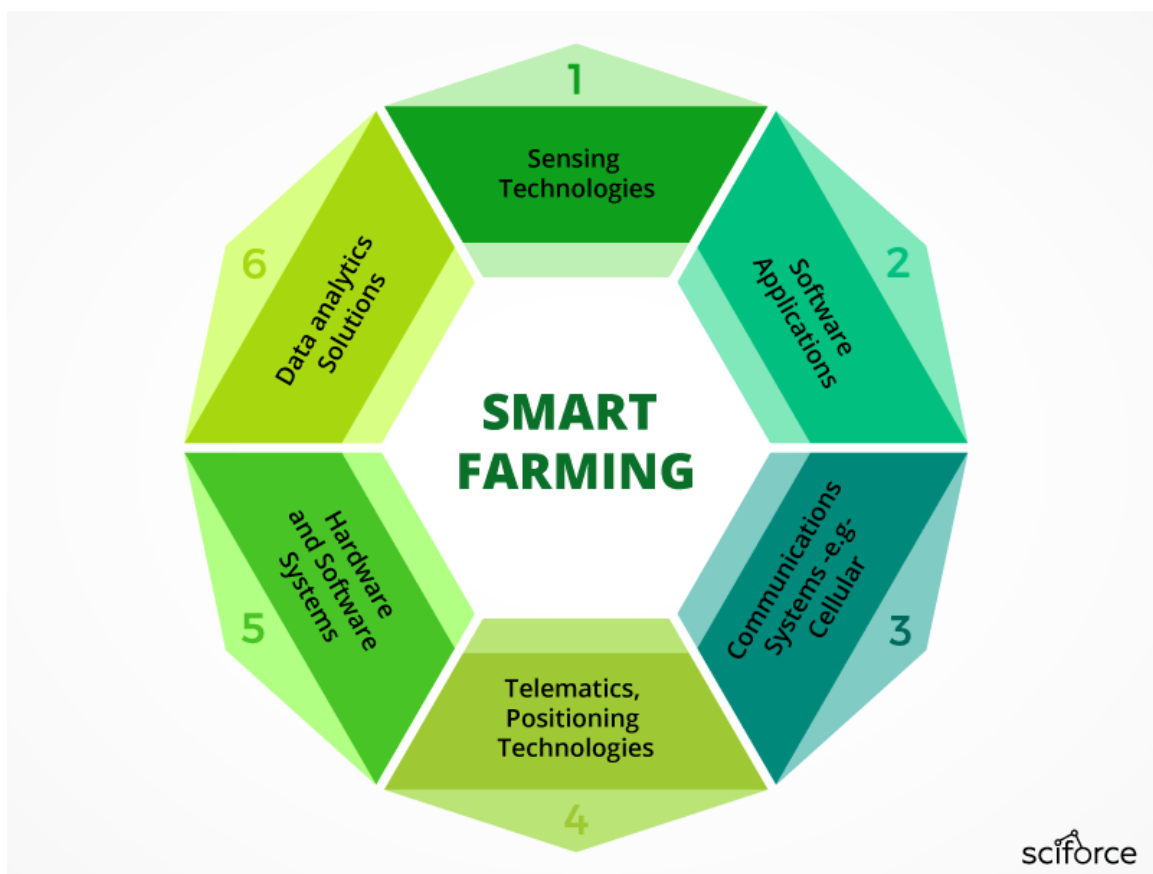 1
Sensing
Technologies
2
Software
Applications
3
Communications
Systems -e.g-
Cellular
4
Telematics,
Positioning
Technologies
5
Hardware
and Software
Systems
6
Data analytics
Solutions
SMART
FARMING
sciforce